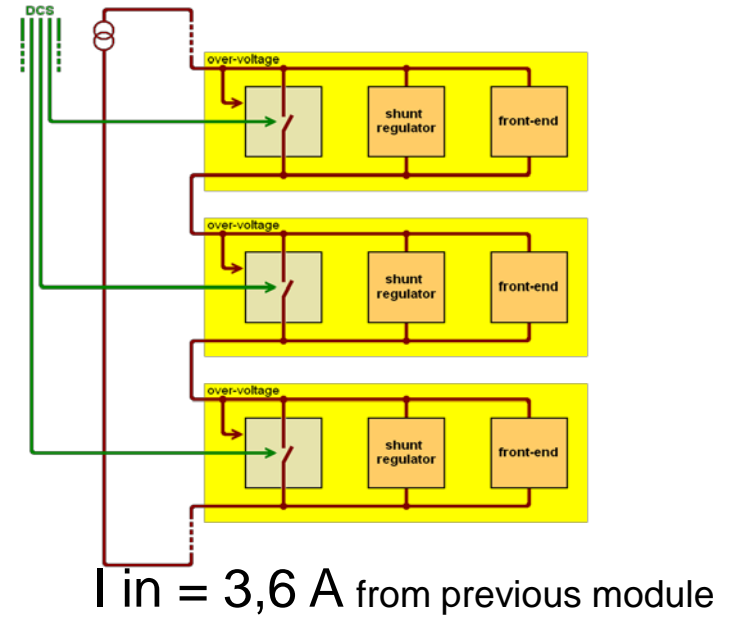 DCS
over-voltage
shunt
regulator
front-end
over-voltage
shunt
regulator
front-end
over-voltage
shunt
regulator
front-end
I in = 3,6 A from previous module